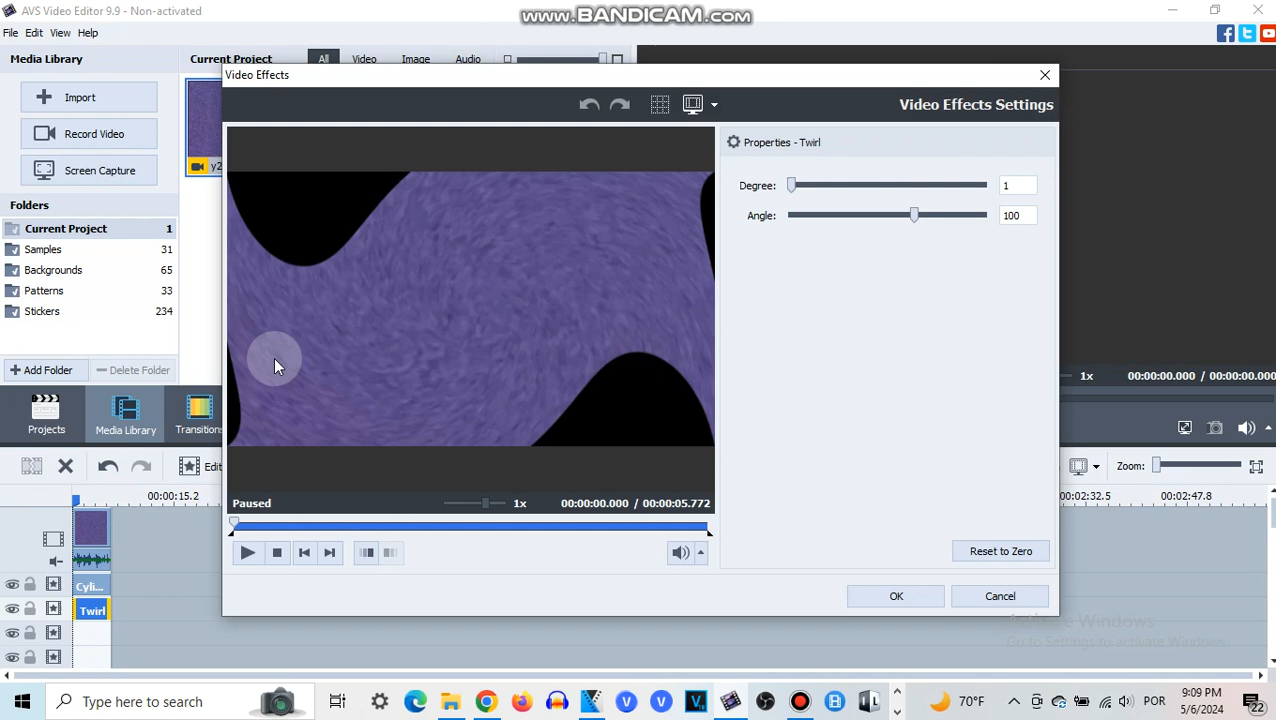 AVS Video Editor 9.9 - Non-activated
www.BANDICAM.com
File Edit View Help
Media Library
Current Project All Video Image Audio
Video Effects
Import
Record Video
Screen Capture
Video Effects Settings
Properties - Twirl
Degree: 1
Angle: 100
y2
Folders
Current Project 1
Samples 31
Backgrounds 65
Patterns 33
Stickers 234
Add Folder
Delete Folder
1x 00:00:00.000 / 00:00:00.000
Projects
Media Library
Transitions
Edit
Zoom:
Paused 1x 00:00:00.000 / 00:00:05.772
00:00:15.2
00:02:32.5 00:02:47.8
Reset to Zero
OK
Cancel
Cyli...
Twirl
Activate Windows
Go to Settings to activate Windows.
Type here to search
70°F
POR
9:09 PM
5/6/2024
22